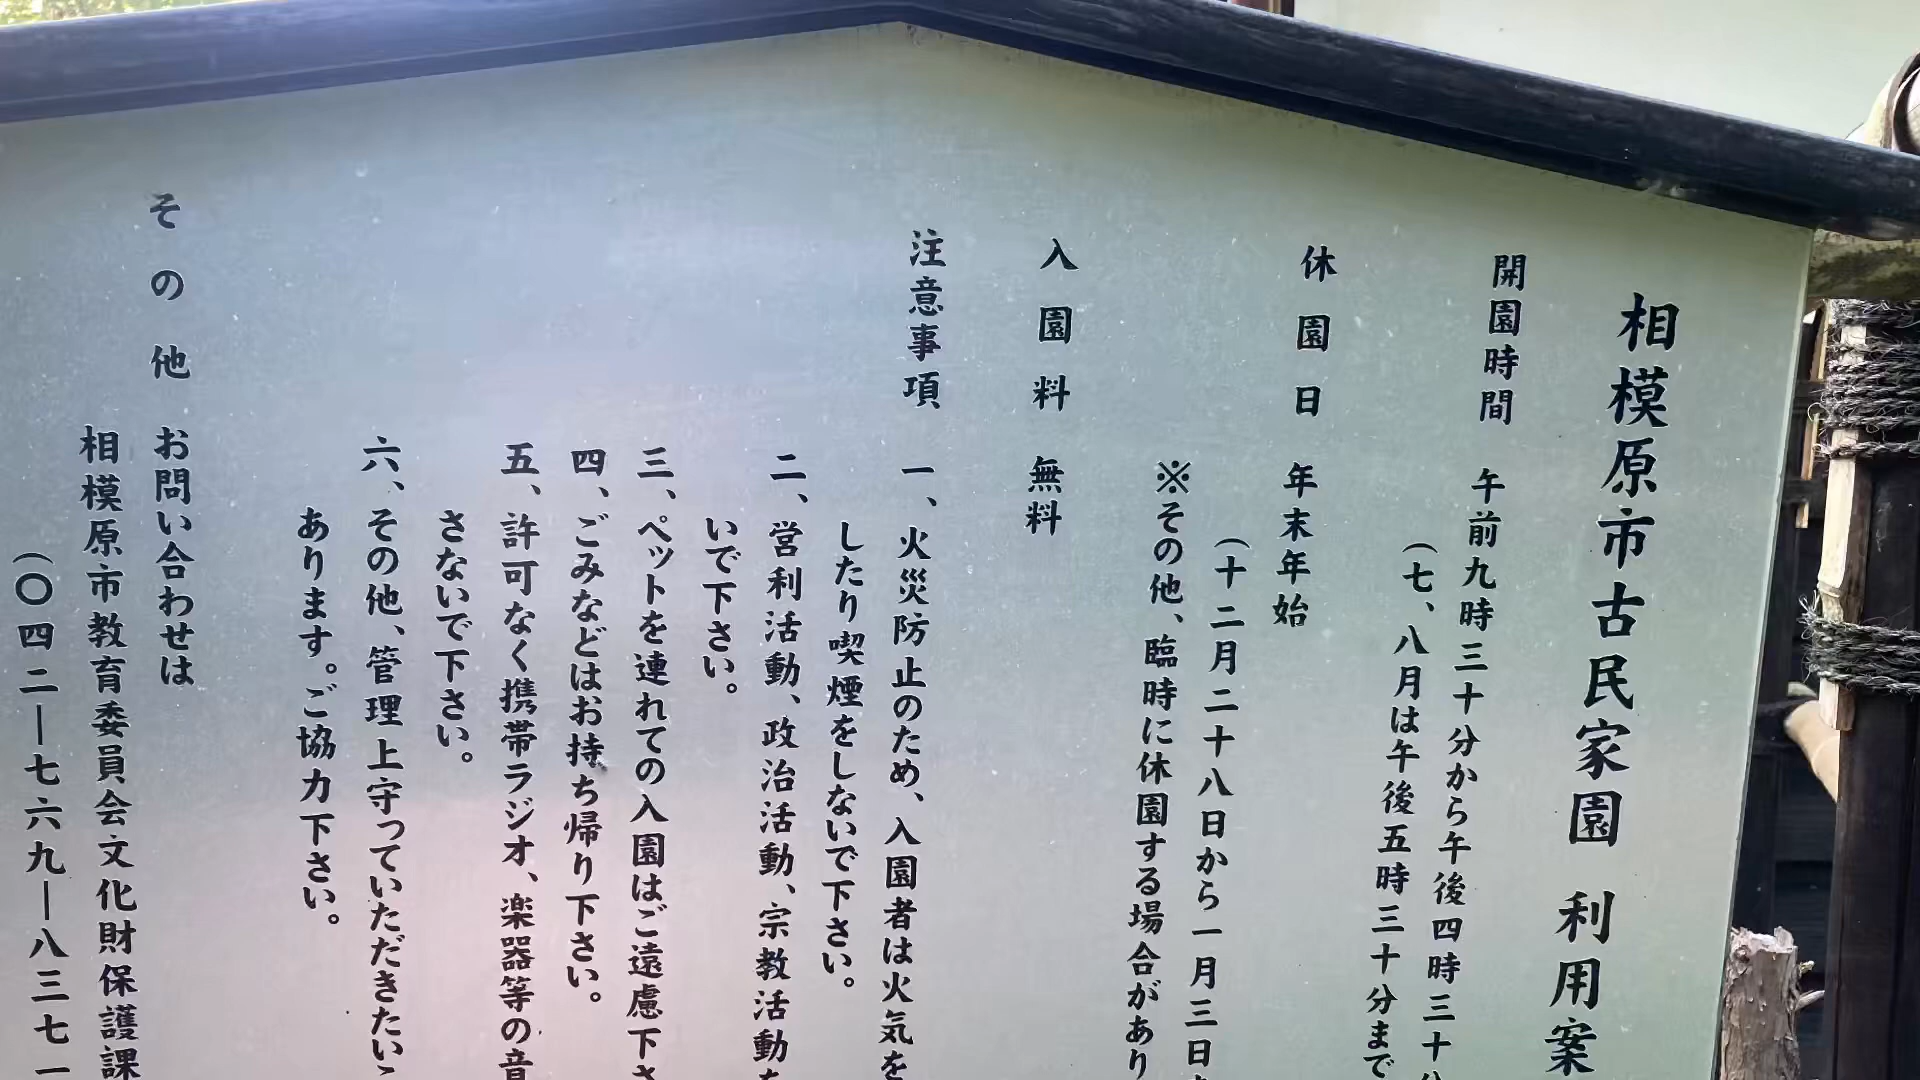 相模原市古民家園 利用案
開園時間 午前九時三十分から午後四時三十分
（七、八月は午後五時三十分まで
休園日 年末年始
（十二月二十八日から一月三日
※その他、臨時に休園する場合があり
入園料 無料
注意事項 一、火災防止のため、入園者は火気を
したり喫煙をしないで下さい。
二、営利活動、政治活動、宗教活動を
いで下さい。
三、ペットを連れての入園はご遠慮下さ
四、ごみなどはお持ち帰り下さい。
五、許可なく携帯ラジオ、楽器等の音
さないで下さい。
六、その他、管理上守っていただきたい
あります。ご協力下さい。
その他 お問い合わせは
相模原市教育委員会文化財保護課
（〇四二―七六九―八三七一